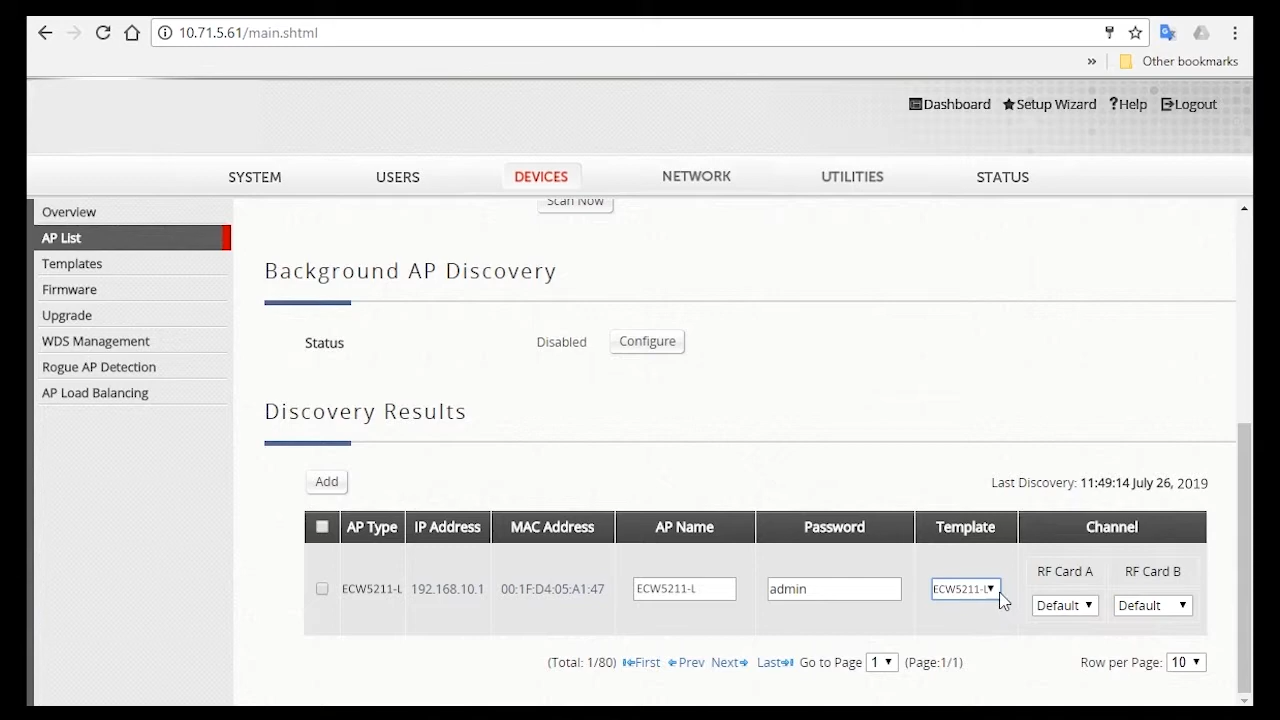 10.71.5.61/main.shtml
» Other bookmarks
Dashboard Setup Wizard ?Help Logout
SYSTEM USERS DEVICES NETWORK UTILITIES STATUS
Overview
AP List
Templates
Firmware
Upgrade
WDS Management
Rogue AP Detection
AP Load Balancing
Scan Now
Background AP Discovery
Status Disabled Configure
Discovery Results
Add Last Discovery: 11:49:14 July 26, 2019
AP Type IP Address MAC Address AP Name Password Template Channel
RF Card A RF Card B
ECW5211-L 192.168.10.1 00:1F:D4:05:A1:47 ECW5211-L admin ECW5211-L
Default Default
(Total: 1/80) First Prev Next Last Go to Page 1 (Page:1/1) Row per Page: 10